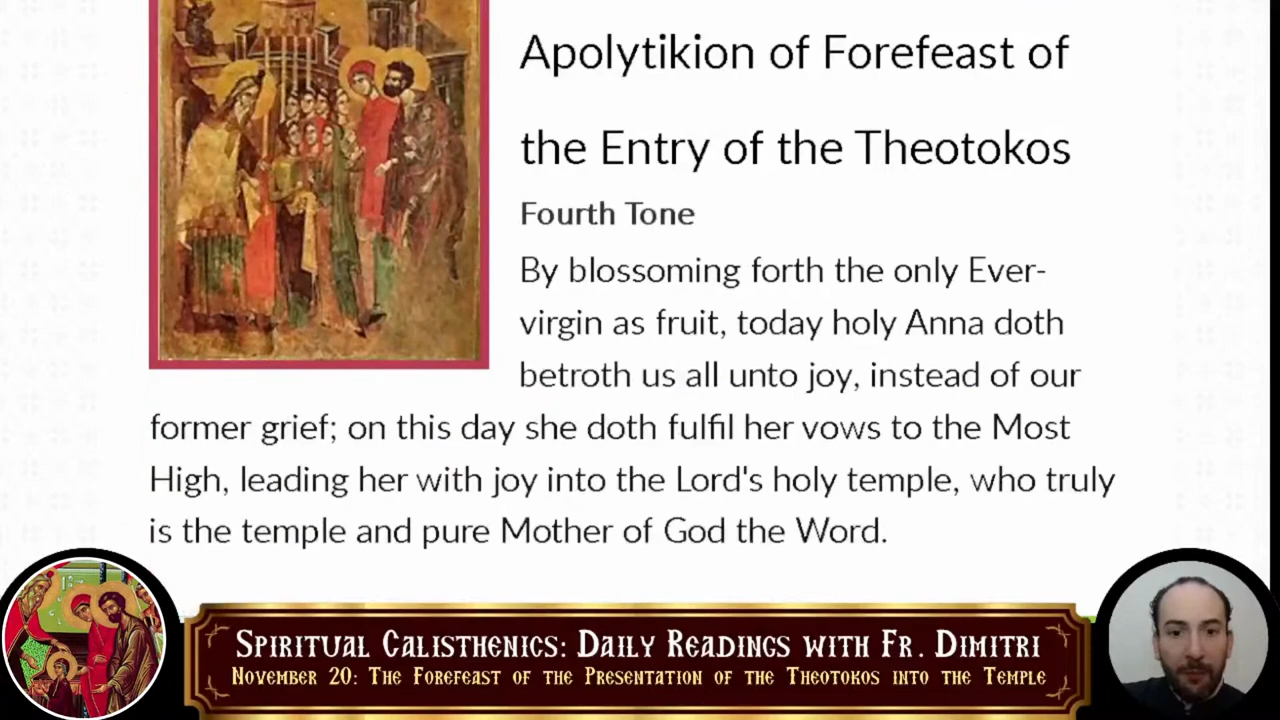 Apolytikion of Forefeast of
the Entry of the Theotokos
Fourth Tone
By blossoming forth the only Ever-
virgin as fruit, today holy Anna doth
betroth us all unto joy, instead of our
former grief; on this day she doth fulfil her vows to the Most
High, leading her with joy into the Lord's holy temple, who truly
is the temple and pure Mother of God the Word.
Spiritual Calisthenics: Daily Readings with Fr. Dimitri
November 20: The Forefeast of the Presentation of the Theotokos into the Temple